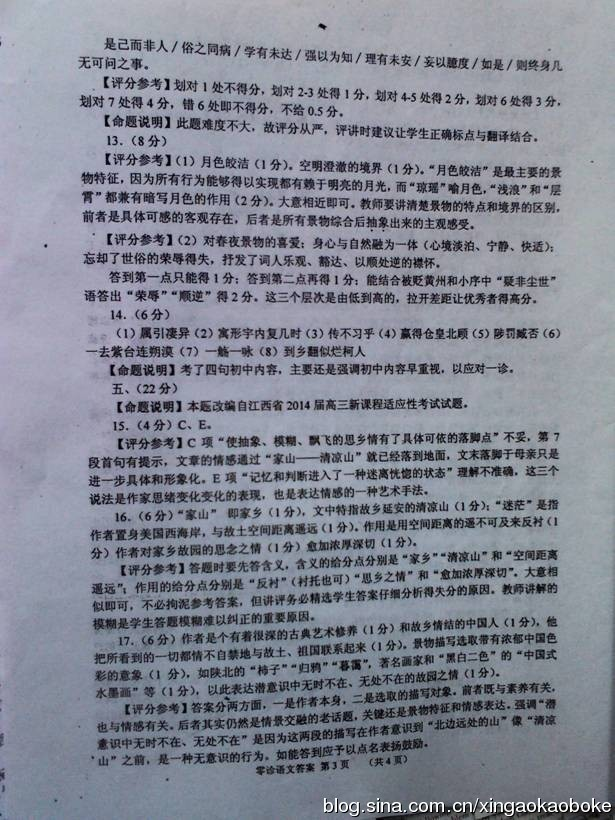 是己而非人/俗之同病/学有未达/强以为知/理有未安/妄以臆度/如是/则终身几
无可问之事。
【评分参考】划对1处不得分，划对2-3处得1分，划对4-5处得2分，划对6处得3分，
划对7处得4分，错6处即不得分，不给0.5分。
【命题说明】此题难度不大，故评分从严，评讲时建议让学生正确标点与翻译结合。
13.（8分）
【评分参考】（1）月色皎洁（1分）。空明澄澈的境界（1分）。“月色皎洁”是最主要的景
物特征，因为所有行为能够得以实现都有赖于明亮的月光，而“琼瑶”喻月色，“浅浪”和“层
霄”都兼有暗写月色的作用（2分）。大意相近即可。教师要讲清楚景物的特点和境界的区别，
前者是具体可感的客观存在，后者是所有景物综合后抽象出来的主观感受。
【评分参考】（2）对春夜景物的喜爱；身心与自然融为一体（心境淡泊、宁静、快适）；
忘却了世俗的荣辱得失，抒发了词人乐观、豁达、以顺处逆的襟怀。
答到第一点只能得1分；答到第二点再得1分；能结合被贬黄州和小序中“疑非尘世”
语答出“荣辱”“顺逆”得2分。这三个层次是由低到高的，拉开差距让优秀者得高分。
14.（6分）
（1）属引凄异（2）寓形宇内复几时（3）传不习乎（4）赢得仓皇北顾（5）陟罚臧否（6）
一去紫台连朔漠（7）一觞一咏（8）到乡翻似烂柯人
【命题说明】考了四句初中内容，主要还是强调初中内容早重视，以应对一诊。
五、（22分）
【命题说明】本题改编自江西省2014届高三新课程适应性考试试题。
15.（4分）C、E。
【评分参考】C项“使抽象、模糊、飘飞的思乡情有了具体可依的落脚点”不妥，第7
段首句有提示，文章的情感通过“家山——清凉山”就已经落到地面，文末落脚于母亲只是
进一步具体和形象化。E项“记忆和判断进入了一种迷离恍惚的状态”理解不准确，这三个
说法是作家思绪变化变化的表现，也是表达情感的一种艺术手法。
16.（6分）“家山” 即家乡（1分），文中特指故乡延安的清凉山（1分）；“迷茫”是指
作者置身美国西海岸，与故土空间距离遥远（1分）。作用是用空间距离的遥不可及来反衬（1
分）作者对家乡故园的思念之情（1分）愈加浓厚深切（1分）。
【评分参考】答题时要先答含义，含义的给分点分别是“家乡”“清凉山”和“空间距离
遥远”；作用的给分点分别是“反衬”（衬托也可）“思乡之情”和“愈加浓厚深切”。大意相
似即可，不必拘泥参考答案，但讲评务必精选学生答案仔细分析得失分的原因。教师讲解的
模糊是学生答题模糊难以纠正的重要原因。
17.（6分）作者是个有着很深的古典艺术修养（1分）和故乡情结的中国人（1分），他
把所看到的一切都情不自禁地与故土、祖国联系起来（1分）。景物描写选取带有浓郁中国色
彩的意象（1分），如陕北的“柿子”“归鸦”“暮霭”，著名画家和“黑白二色”的“中国式
水墨画”等（1分），以此表达潜意识中无时不在、无处不在的故园之情（1分）。
【评分参考】答案分两方面，一是作者本身，二是选取的描写对象。前者既与素养有关，
也与情感有关。后者其实仍然是情景交融的老话题，关键还是景物特征和情感表达。强调“潜
意识中无时不在、无处不在”是因为这两段的描写在作者意识到“北边远处的山”像“清凉
山”之前，是一种无意识的行为。如能答到应予以点名表扬鼓励。
零诊语文答案 第3页 （共4页）
blog.sina.com.cn/xingaokaoboke